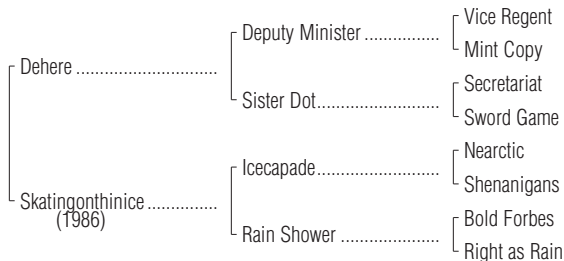 Vice Regent
Deputy Minister ................
Mint Copy
Dehere ..............................
Secretariat
Sister Dot..........................
Sword Game
Nearctic
Icecapade..........................
Shenanigans
Skatingonthinice ...............
(1986)
Bold Forbes
Rain Shower .....................
Right as Rain